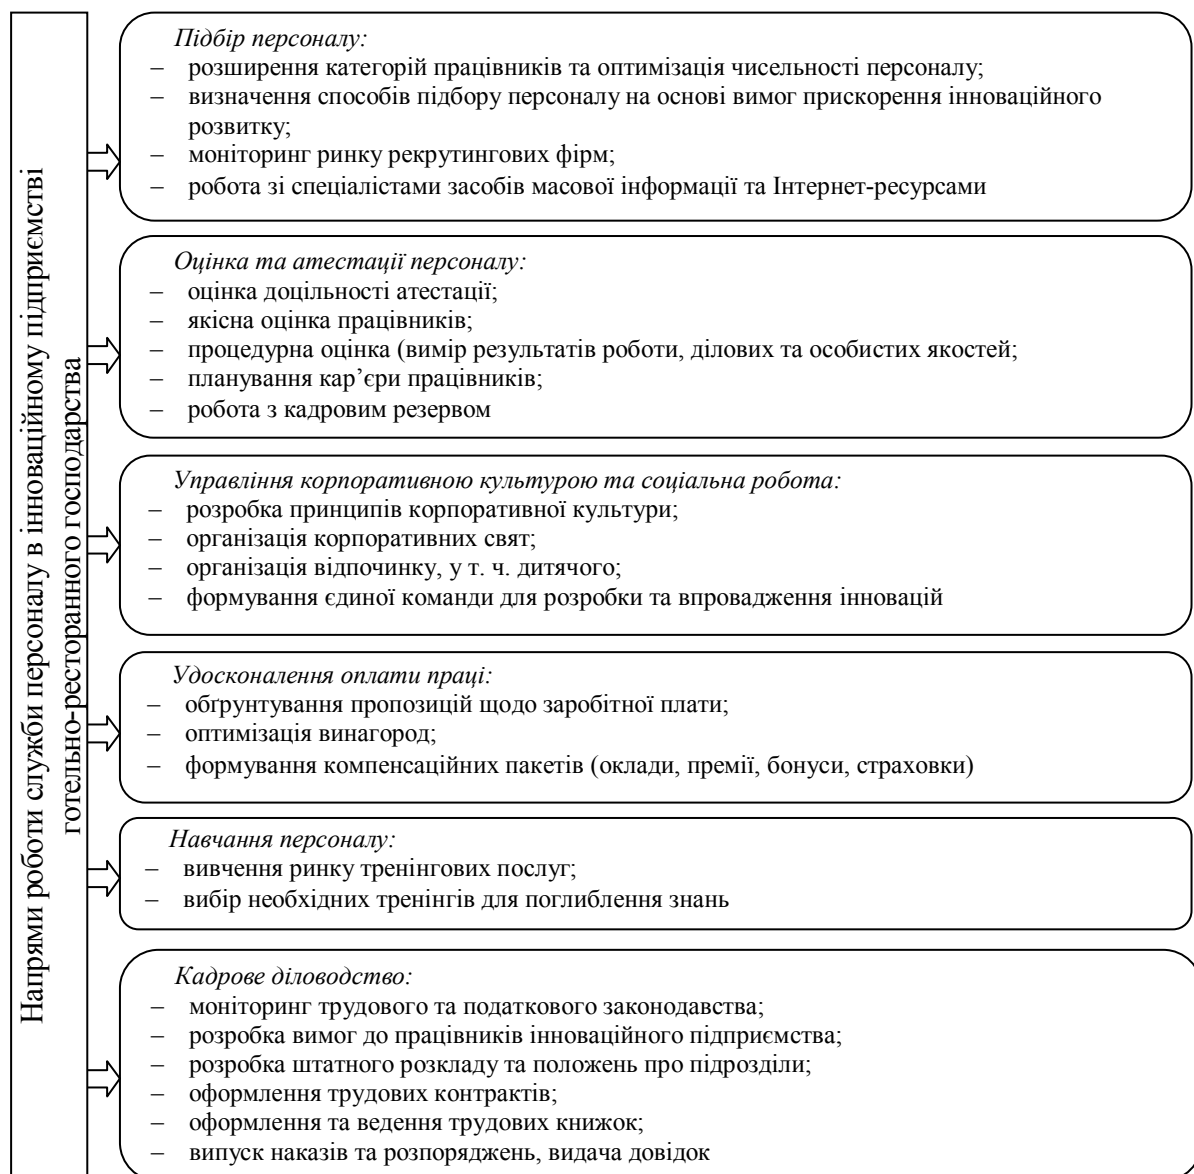 Напрями роботи служби персоналу в інноваційному підприємстві
готельно-ресторанного господарства
Підбір персоналу:
– розширення категорій працівників та оптимізація чисельності персоналу;
– визначення способів підбору персоналу на основі вимог прискорення інноваційного
розвитку;
– моніторинг ринку рекрутингових фірм;
– робота зі спеціалістами засобів масової інформації та Інтернет-ресурсами
Оцінка та атестації персоналу:
– оцінка доцільності атестації;
– якісна оцінка працівників;
– процедурна оцінка (вимір результатів роботи, ділових та особистих якостей;
– планування кар’єри працівників;
– робота з кадровим резервом
Управління корпоративною культурою та соціальна робота:
– розробка принципів корпоративної культури;
– організація корпоративних свят;
– організація відпочинку, у т. ч. дитячого;
– формування єдиної команди для розробки та впровадження інновацій
Удосконалення оплати праці:
– обґрунтування пропозицій щодо заробітної плати;
– оптимізація винагород;
– формування компенсаційних пакетів (оклади, премії, бонуси, страховки)
Навчання персоналу:
– вивчення ринку тренінгових послуг;
– вибір необхідних тренінгів для поглиблення знань
Кадрове діловодство:
– моніторинг трудового та податкового законодавства;
– розробка вимог до працівників інноваційного підприємства;
– розробка штатного розкладу та положень про підрозділи;
– оформлення трудових контрактів;
– оформлення та ведення трудових книжок;
– випуск наказів та розпоряджень, видача довідок